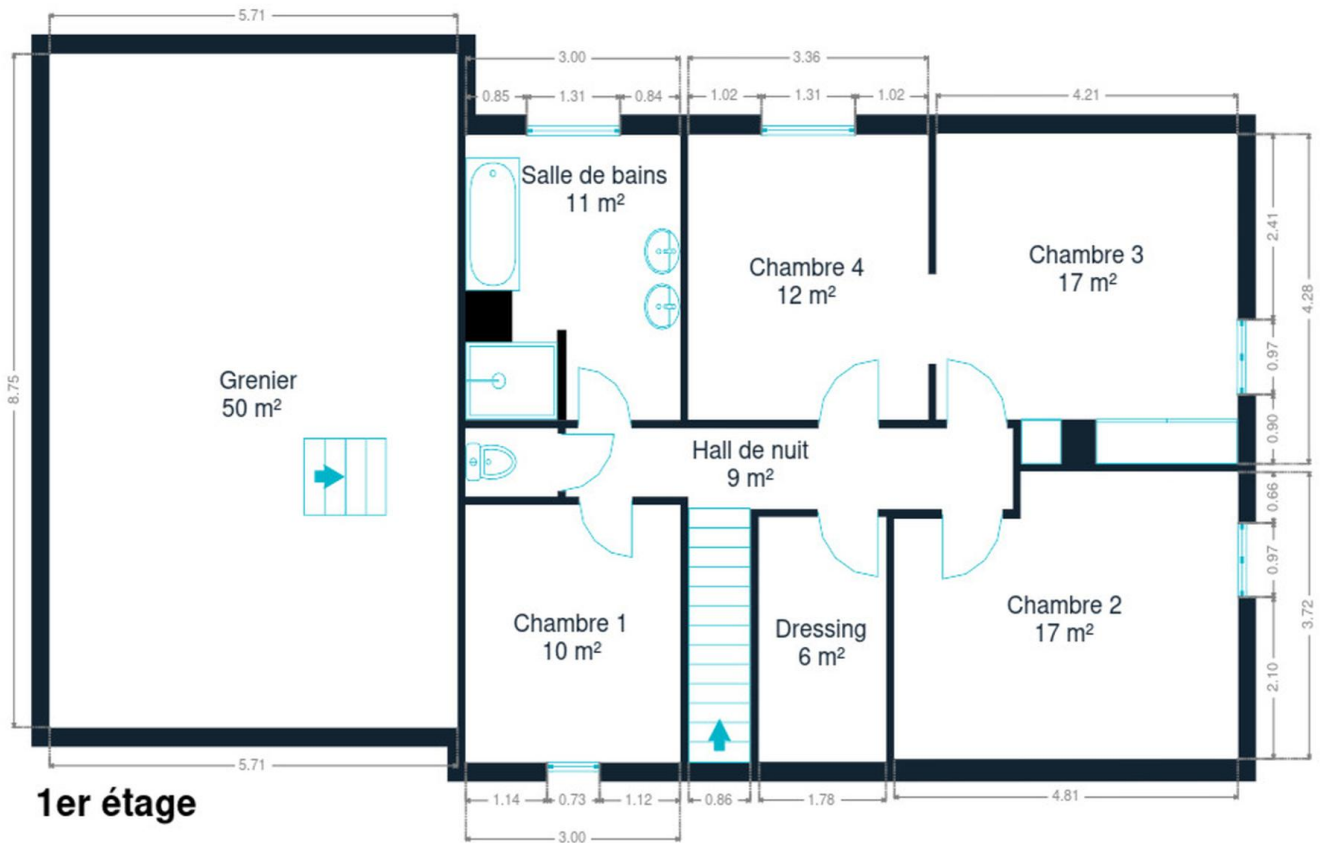 5.71
3.00
3.36
0.85
1.31
0.84
1.02
1.31
1.02
4.21
Salle de bains
11 m²
Chambre 4
12 m²
Chambre 3
17 m²
2.41
4.28
0.97
0.90
8.75
Grenier
50 m²
Hall de nuit
9 m²
0.66
0.97
3.72
2.10
Chambre 1
10 m²
Dressing
6 m²
Chambre 2
17 m²
5.71
1.14
0.73
1.12
0.86
1.78
4.81
3.00
1er étage